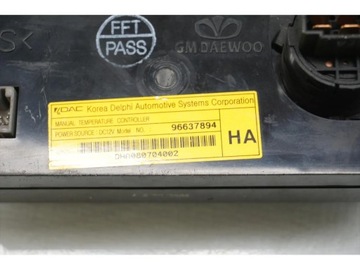 FFT
PASS
GM DAEWOO
KDAC Korea Delphi Automotive Systems Corporation
MANUAL TEMPERATURE CONTROLLER
POWER SOURCE : DC12V, Model NO. 96637894
HA